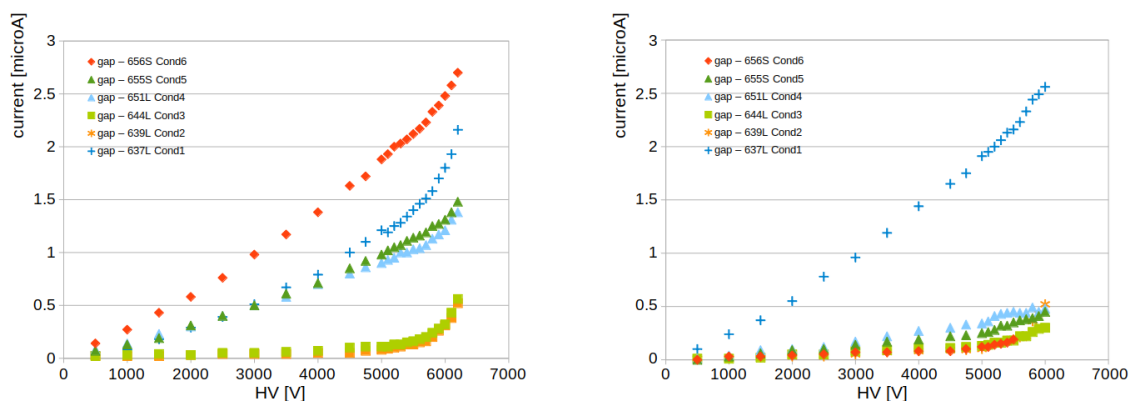 current [microA]
3
2.5
2
1.5
1
0.5
0
gap – 656S Cond6
gap – 655S Cond5
gap – 651L Cond4
gap – 644L Cond3
gap – 639L Cond2
gap – 637L Cond1
0 1000 2000 3000 4000 5000 6000 7000
HV [V]
current [microA]
3
2.5
2
1.5
1
0.5
0
gap – 656S Cond6
gap – 655S Cond5
gap – 651L Cond4
gap – 644L Cond3
gap – 639L Cond2
gap – 637L Cond1
0 1000 2000 3000 4000 5000 6000 7000
HV [V]